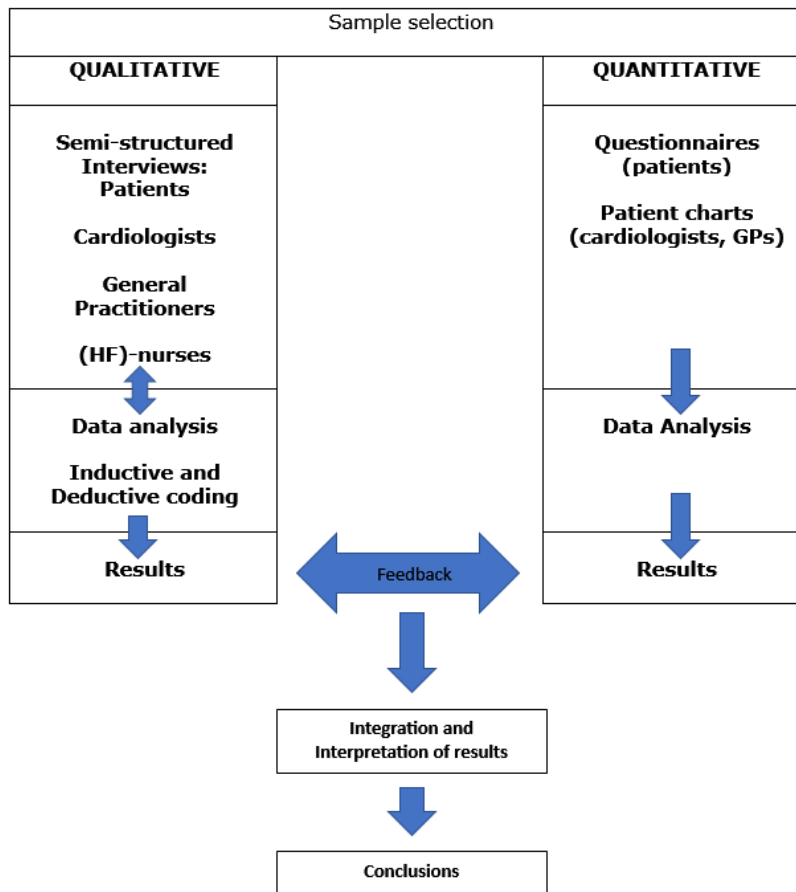 Sample selection
QUALITATIVE
Semi-structured
Interviews:
Patients
Cardiologists
General
Practitioners
(HF)-nurses
Data analysis
Inductive and
Deductive coding
Results
QUANTITATIVE
Questionnaires
(patients)
Patient charts
(cardiologists, GPs)
Data Analysis
Results
Feedback
Integration and
Interpretation of results
Conclusions